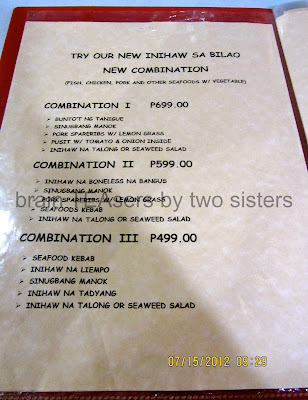 TRY OUR NEW INIHAW SA BILAO
NEW COMBINATION
(FISH, CHICKEN, PORK AND OTHER SEAFOODS W/ VEGETABLE)
COMBINATION I P699.00
➢ BUNTOT NG TANIGUE
➢ SINUGBANG MANOK
➢ PORK SPARERIBS W/ LEMON GRASS
➢ PUSIT W/ TOMATO & ONION INSIDE
➢ INIHAW NA TALONG OR SEAWEED SALAD
COMBINATION II P599.00
➢ INIHAW NA BONELESS NA BANGUS
➢ SINUGBANG MANOK
➢ PORK SPARERIBS W/ LEMON GRASS
➢ SEAFOODS KEBAB
➢ INIHAW NA TALONG OR SEAWEED SALAD
by two sisters
COMBINATION III P499.00
➢ SEAFOOD KEBAB
➢ INIHAW NA LIEMPO
➢ SINUGBANG MANOK
➢ INIHAW NA TADYANG
➢ INIHAW NA TALONG OR SEAWEED SALAD
07/15/2012 09:29